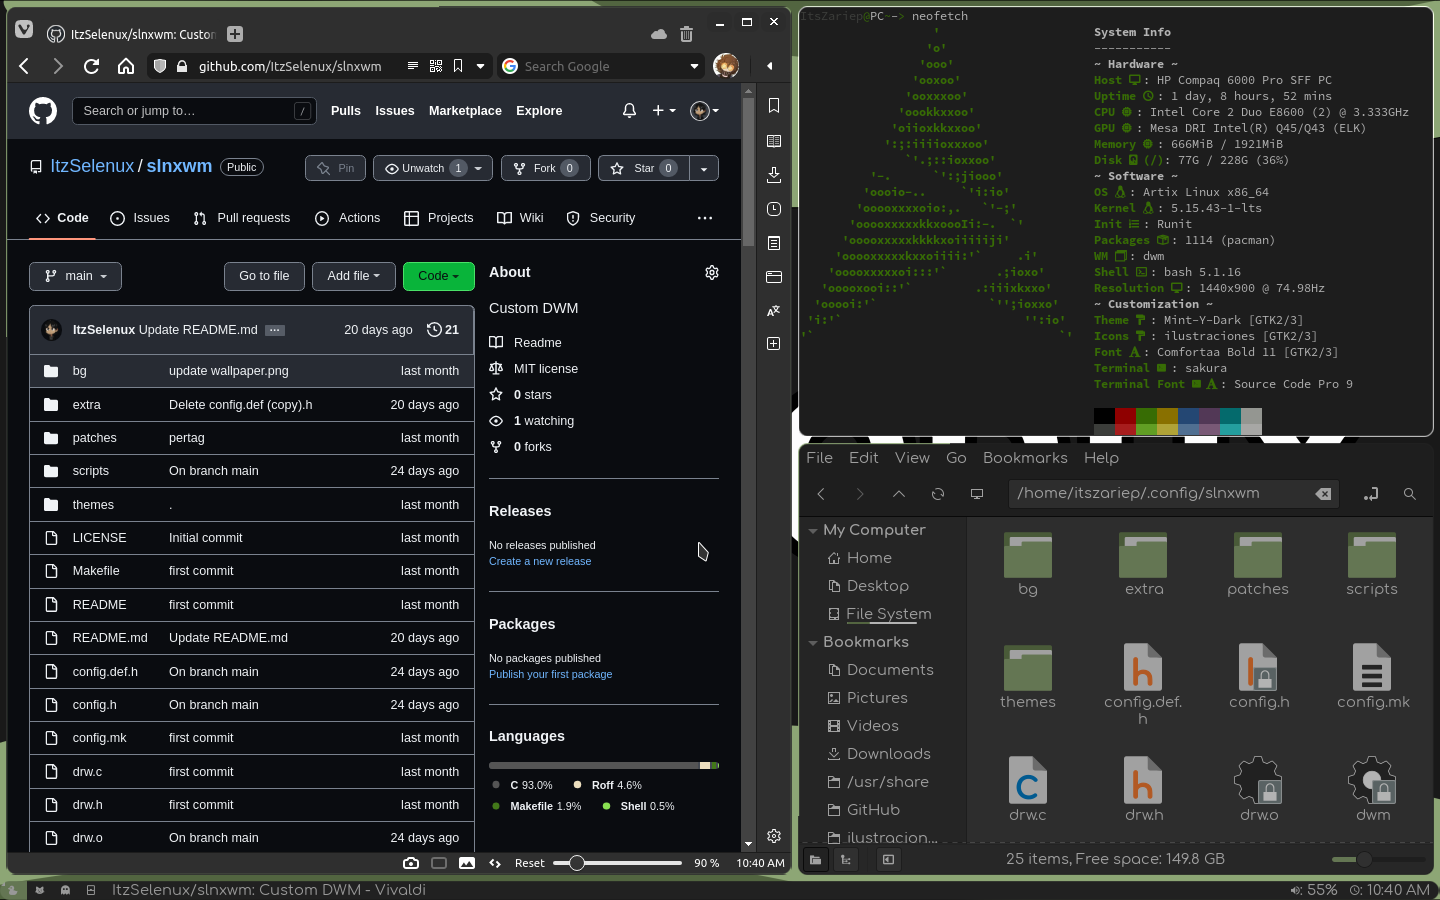 ItzSelenux/slnxwm: Custon
github.com/ItzSelenux/slnxwm
Search Google
Search or jump to…
/
Pulls
Issues
Marketplace
Explore
ItzSelenux / slnxwm
Public
Pin
Unwatch 1
Fork 0
Star 0
Code
Issues
Pull requests
Actions
Projects
Wiki
Security
main
Go to file
Add file
Code
ItzSelenux Update README.md
20 days ago
21
bg update wallpaper.png last month
extra Delete config.def (copy).h 20 days ago
patches pertag last month
scripts On branch main 24 days ago
themes . last month
LICENSE Initial commit last month
Makefile first commit last month
README first commit last month
README.md Update README.md 20 days ago
config.def.h On branch main 24 days ago
config.h On branch main 24 days ago
config.mk first commit last month
drw.c first commit last month
drw.h first commit last month
drw.o On branch main 24 days ago
About
Custom DWM
Readme
MIT license
0 stars
1 watching
0 forks
Releases
No releases published
Create a new release
Packages
No packages published
Publish your first package
Languages
C 93.0%
Roff 4.6%
Makefile 1.9%
Shell 0.5%
Reset
90 %
10:40 AM
ItsZariep@PC~-> neofetch
System Info
-----------
~ Hardware ~
Host : HP Compaq 6000 Pro SFF PC
Uptime : 1 day, 8 hours, 52 mins
CPU : Intel Core 2 Duo E8600 (2) @ 3.333GHz
GPU : Mesa DRI Intel(R) Q45/Q43 (ELK)
Memory : 666MiB / 1921MiB
Disk (/): 77G / 228G (36%)
~ Software ~
OS : Artix Linux x86_64
Kernel : 5.15.43-1-lts
Init : Runit
Packages : 1114 (pacman)
WM : dwm
Shell : bash 5.1.16
Resolution : 1440x900 @ 74.98Hz
~ Customization ~
Theme : Mint-Y-Dark [GTK2/3]
Icons : ilustraciones [GTK2/3]
Font : Comfortaa Bold 11 [GTK2/3]
Terminal : sakura
Terminal Font : Source Code Pro 9
File Edit View Go Bookmarks Help
/home/itszariep/.config/slnxwm
My Computer
Home
Desktop
File System
Bookmarks
Documents
Pictures
Videos
Downloads
/usr/share
GitHub
ilustracion...
bg
extra
patches
scripts
themes
config.def.
h
config.h
config.mk
drw.c
drw.h
drw.o
dwm
25 items, Free space: 149.8 GB
ItzSelenux/slnxwm: Custom DWM - Vivaldi
: 55%
: 10:40 AM